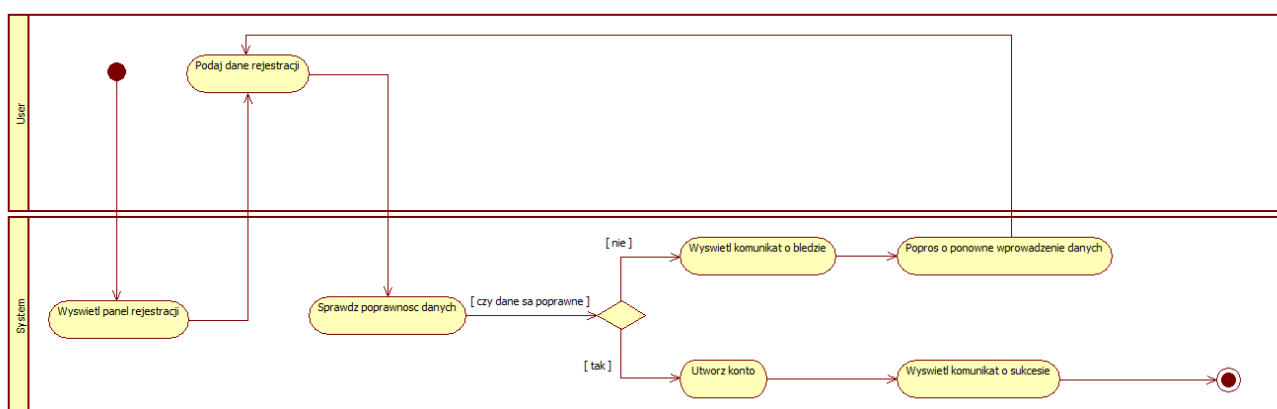 User
Podaj dane rejestracji
System
Wyswietl panel rejestracji
Sprawdz poprawnosc danych
[ czy dane sa poprawne ]
[ nie ]
Wyswietl komunikat o bledzie
Popros o ponowne wprowadzenie danych
[ tak ]
Utworz konto
Wyswietl komunikat o sukcesie